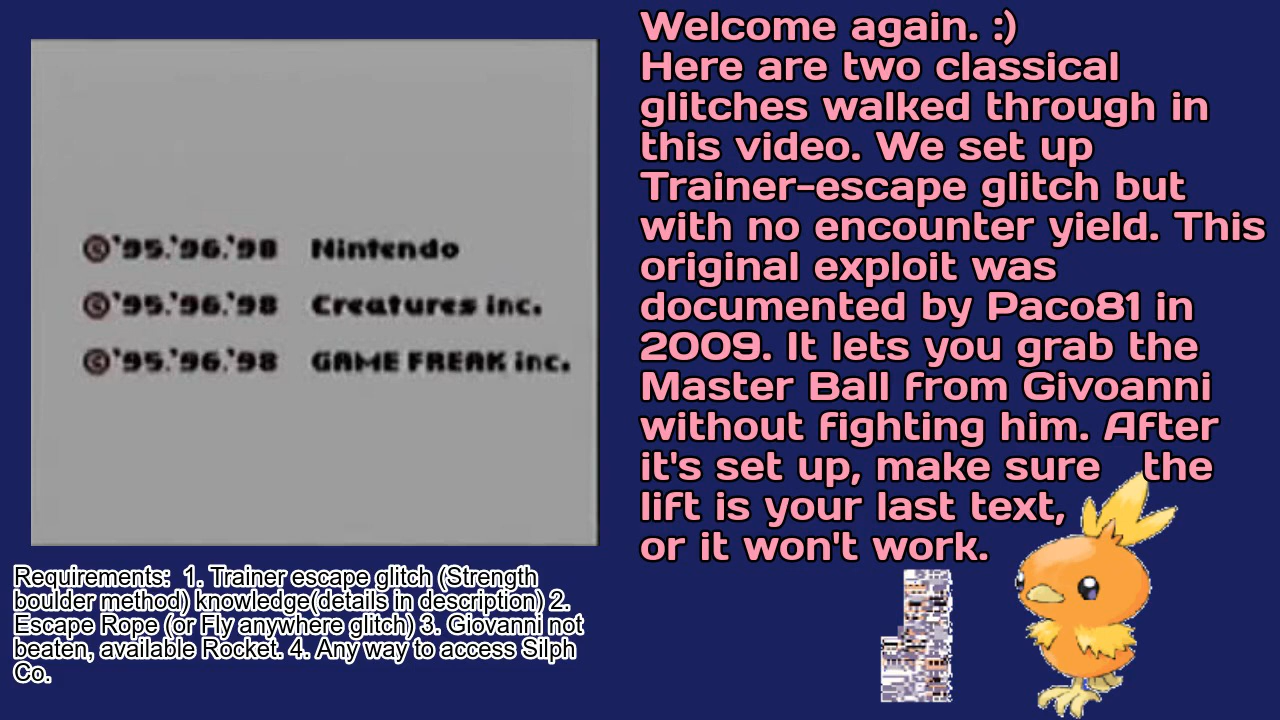 ©'95.'96.'98 Nintendo
©'95.'96.'98 Creatures inc.
©'95.'96.'98 GAME FREAK inc.
Welcome again. :)
Here are two classical
glitches walked through in
this video. We set up
Trainer-escape glitch but
with no encounter yield. This
original exploit was
documented by Paco81 in
2009. It lets you grab the
Master Ball from Givoanni
without fighting him. After
it's set up, make sure the
lift is your last text,
or it won't work.
Requirements: 1. Trainer escape glitch (Strength
boulder method) knowledge(details in description) 2.
Escape Rope (or Fly anywhere glitch) 3. Giovanni not
beaten, available Rocket. 4. Any way to access Silph
Co.